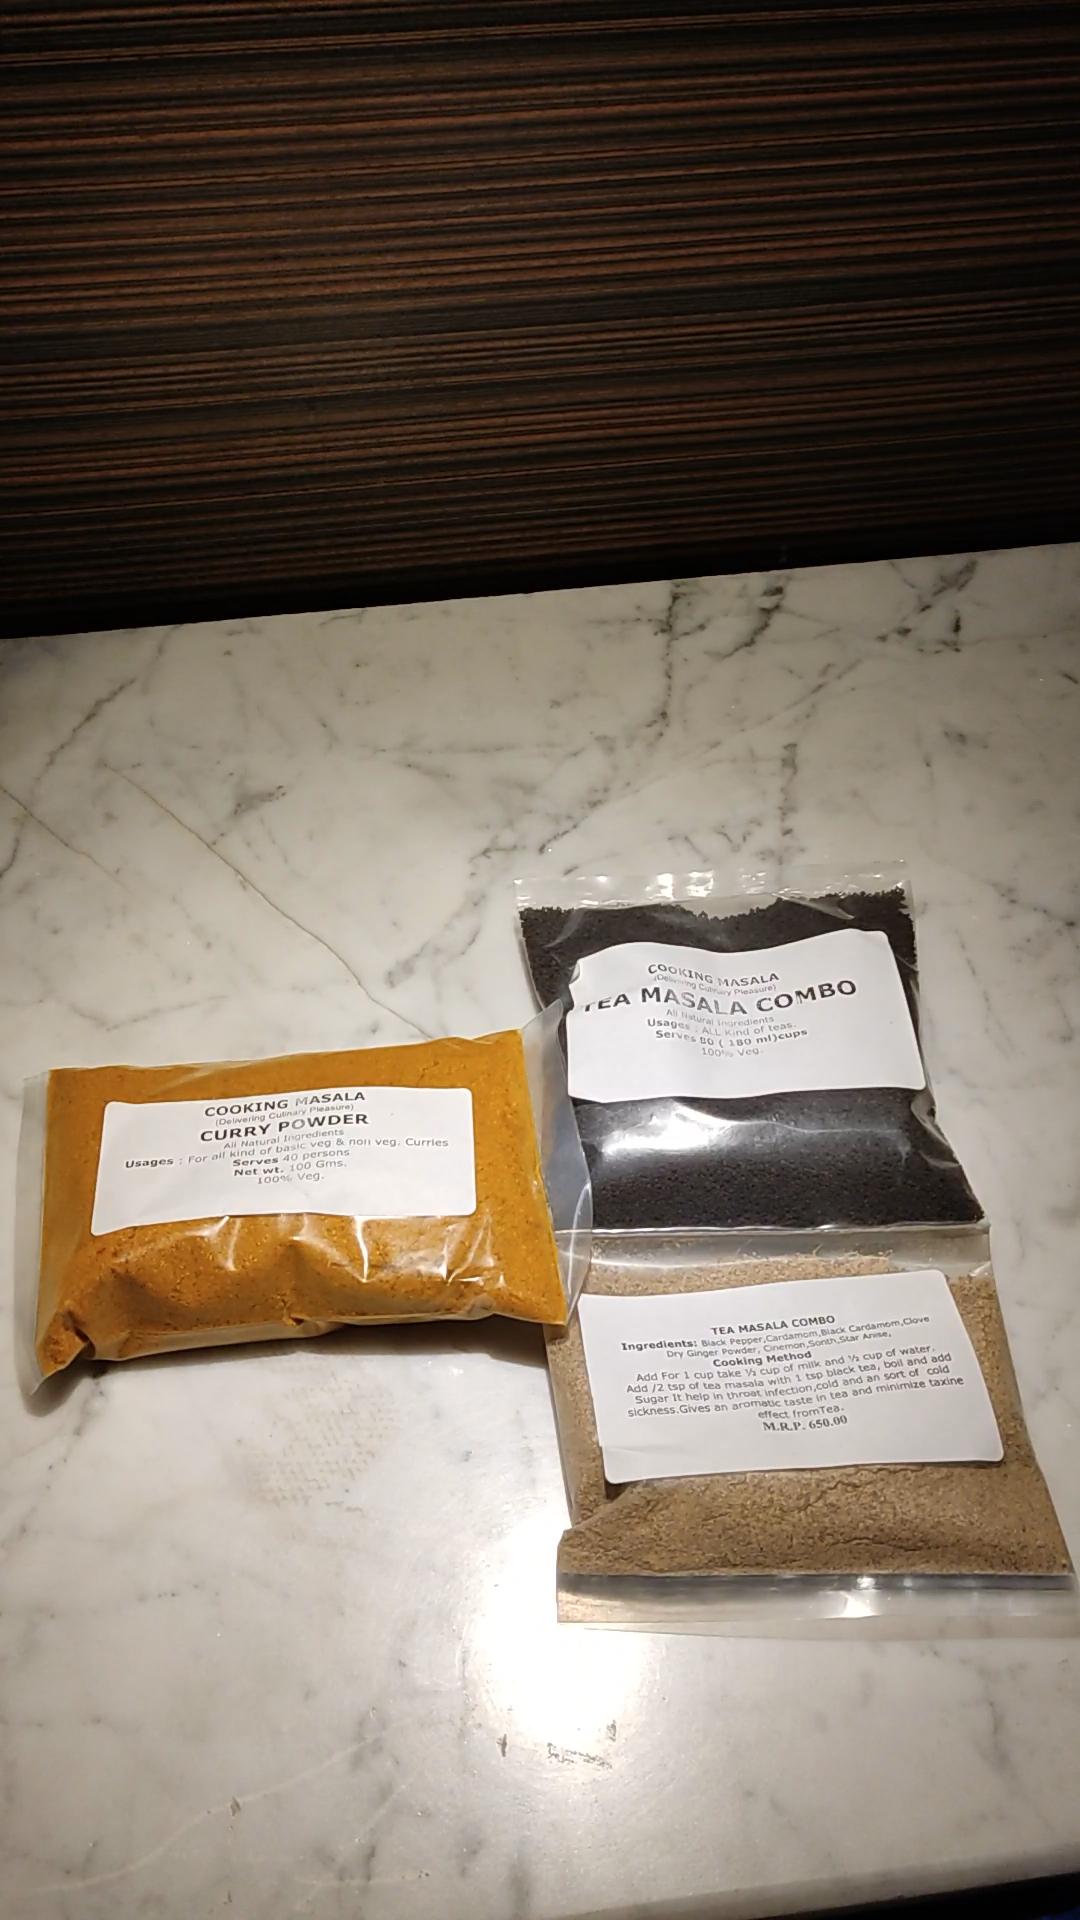 COOKING MASALA
(Delivering Culinary Pleasure)
TEA MASALA COMBO
All Natural Ingredients
Usages : ALL Kind of teas.
Serves 80 ( 180 ml)cups
100% Veg.
COOKING MASALA
(Delivering Culinary Pleasure)
CURRY POWDER
All Natural Ingredients
Usages : For all kind of basic veg & non veg. Curries
Serves 40 persons
Net wt. 100 Gms.
100% Veg.
TEA MASALA COMBO
Ingredients: Black Pepper,Cardamom,Black Cardamom,Clove
Dry Ginger Powder, Cinemon,Sonth,Star Anise,
Cooking Method
Add For 1 cup take ½ cup of milk and ½ cup of water.
Add /2 tsp of tea masala with 1 tsp black tea, boil and add
Sugar It help in throat infection,cold and an sort of cold
sickness.Gives an aromatic taste in tea and minimize taxine
effect fromTea.
M.R.P. 650.00